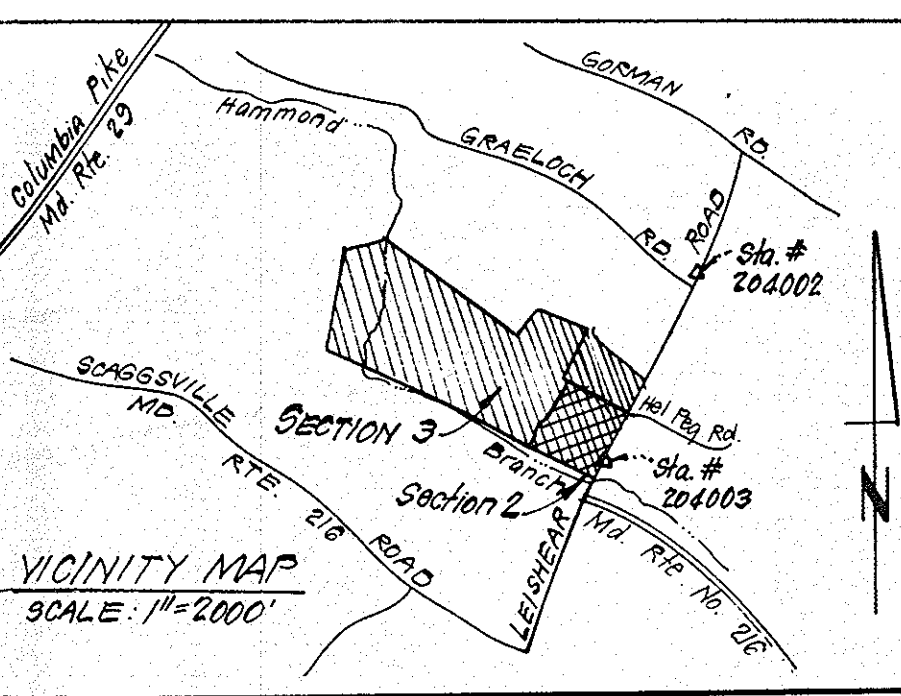 Columbia Pike
Md. Rte. 29
Hammond
GORMAN
RD.
GRAELOCH
RD.
ROAD
Sta. #
204002
SCAGGSVILLE
MD.
RTE.
216
ROAD
SECTION 3
Hel Peg Rd.
Branch
Section 2
Sta. #
204003
LEISHEAR
Md Rte No. 216
N
VICINITY MAP
SCALE: 1"=2000'